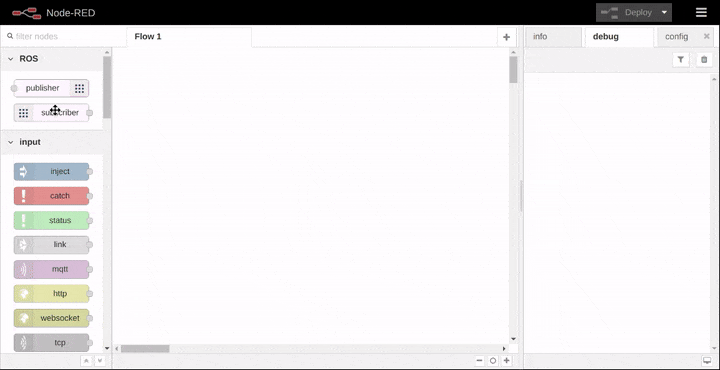 Node-RED
Deploy
filter nodes
Flow 1
info
debug
config
ROS
publisher
subscriber
input
inject
catch
status
link
mqtt
http
websocket
tcp